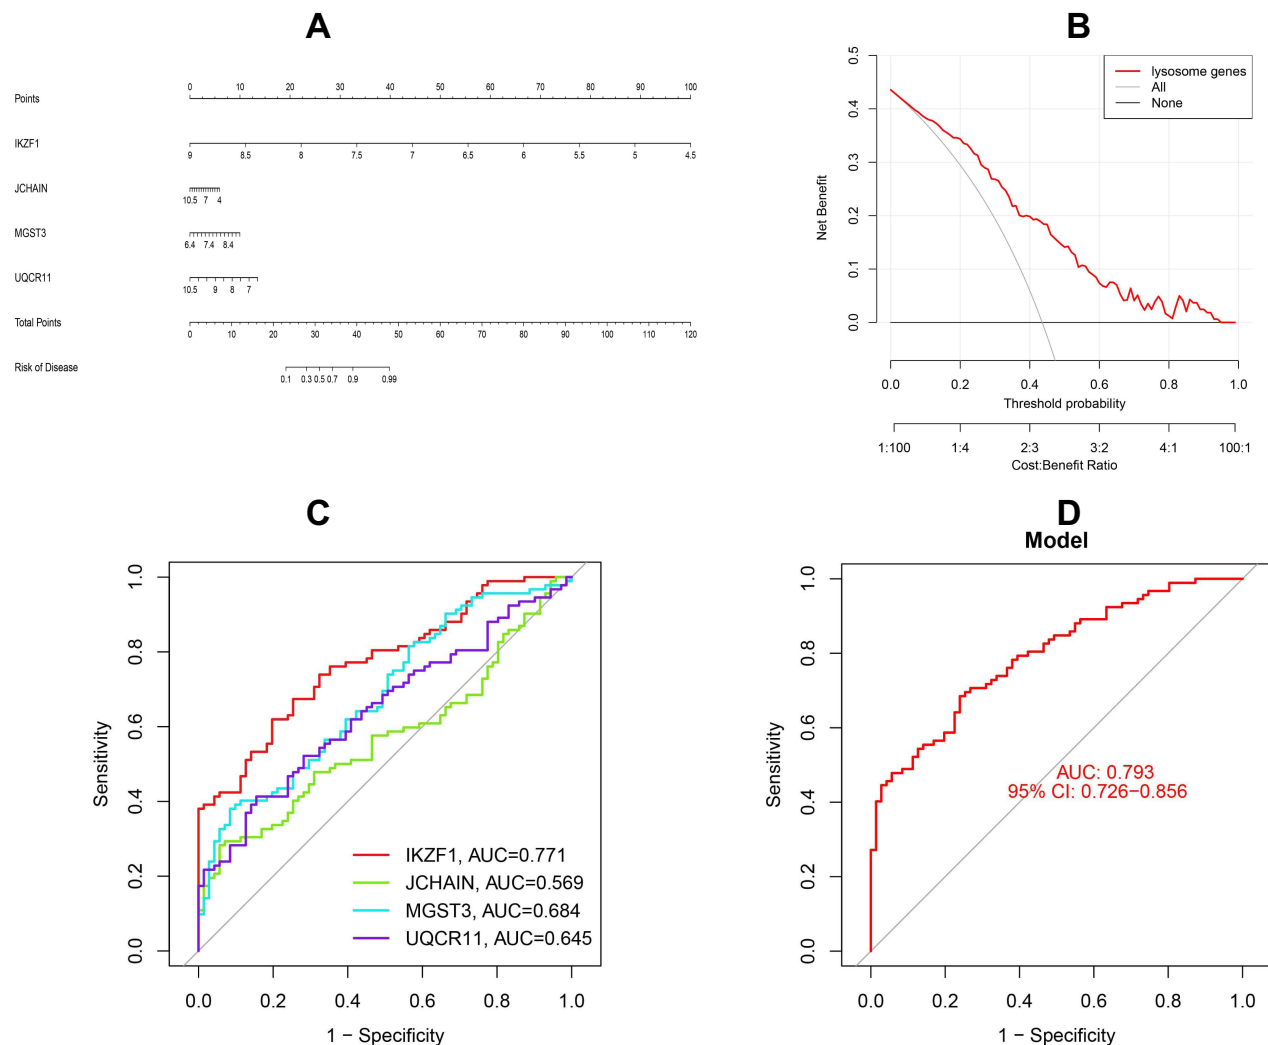 A
Points
0 10 20 30 40 50 60 70 80 90 100
IKZF1
9 8.5 8 7.5 7 6.5 6 5.5 5 4.5
JCHAIN
10.5 7 4
MGST3
6.4 7.4 8.4
UQCR11
10.5 9 8 7
Total Points
0 10 20 30 40 50 60 70 80 90 100 110 120
Risk of Disease
0.1 0.3 0.5 0.7 0.9 0.99
B
lysosome genes
All
None
Net Benefit
0.5
0.4
0.3
0.2
0.1
0.0
0.0 0.2 0.4 0.6 0.8 1.0
Threshold probability
1:100 1:4 2:3 3:2 4:1 100:1
Cost:Benefit Ratio
C
Sensitivity
1.0
0.8
0.6
0.4
0.2
0.0
IKZF1, AUC=0.771
JCHAIN, AUC=0.569
MGST3, AUC=0.684
UQCR11, AUC=0.645
0.0 0.2 0.4 0.6 0.8 1.0
1 − Specificity
D
Model
Sensitivity
1.0
0.8
0.6
0.4
0.2
0.0
AUC: 0.793
95% CI: 0.726−0.856
0.0 0.2 0.4 0.6 0.8 1.0
1 − Specificity